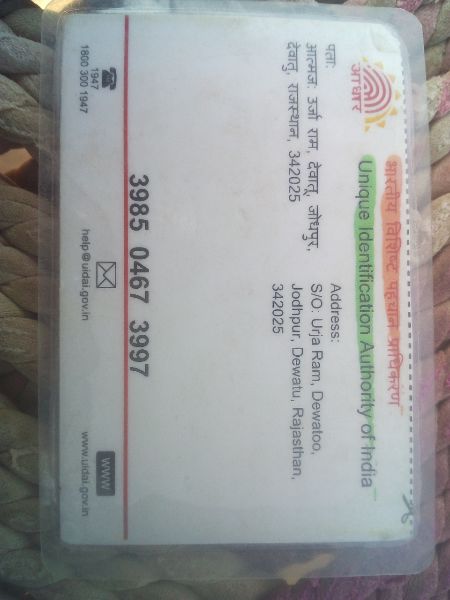 आधार
भारतीय विशिष्ट पहचान प्राधिकरण
Unique Identification Authority of India
पता:
आत्मज: उर्जा राम, देवातू, जोधपुर,
देवातु, राजस्थान, 342025
Address:
S/O: Urja Ram, Dewatoo,
Jodhpur, Dewatu, Rajasthan,
342025
3985 0467 3997
1947
1800 300 1947
help@uidai.gov.in
www
www.uidai.gov.in